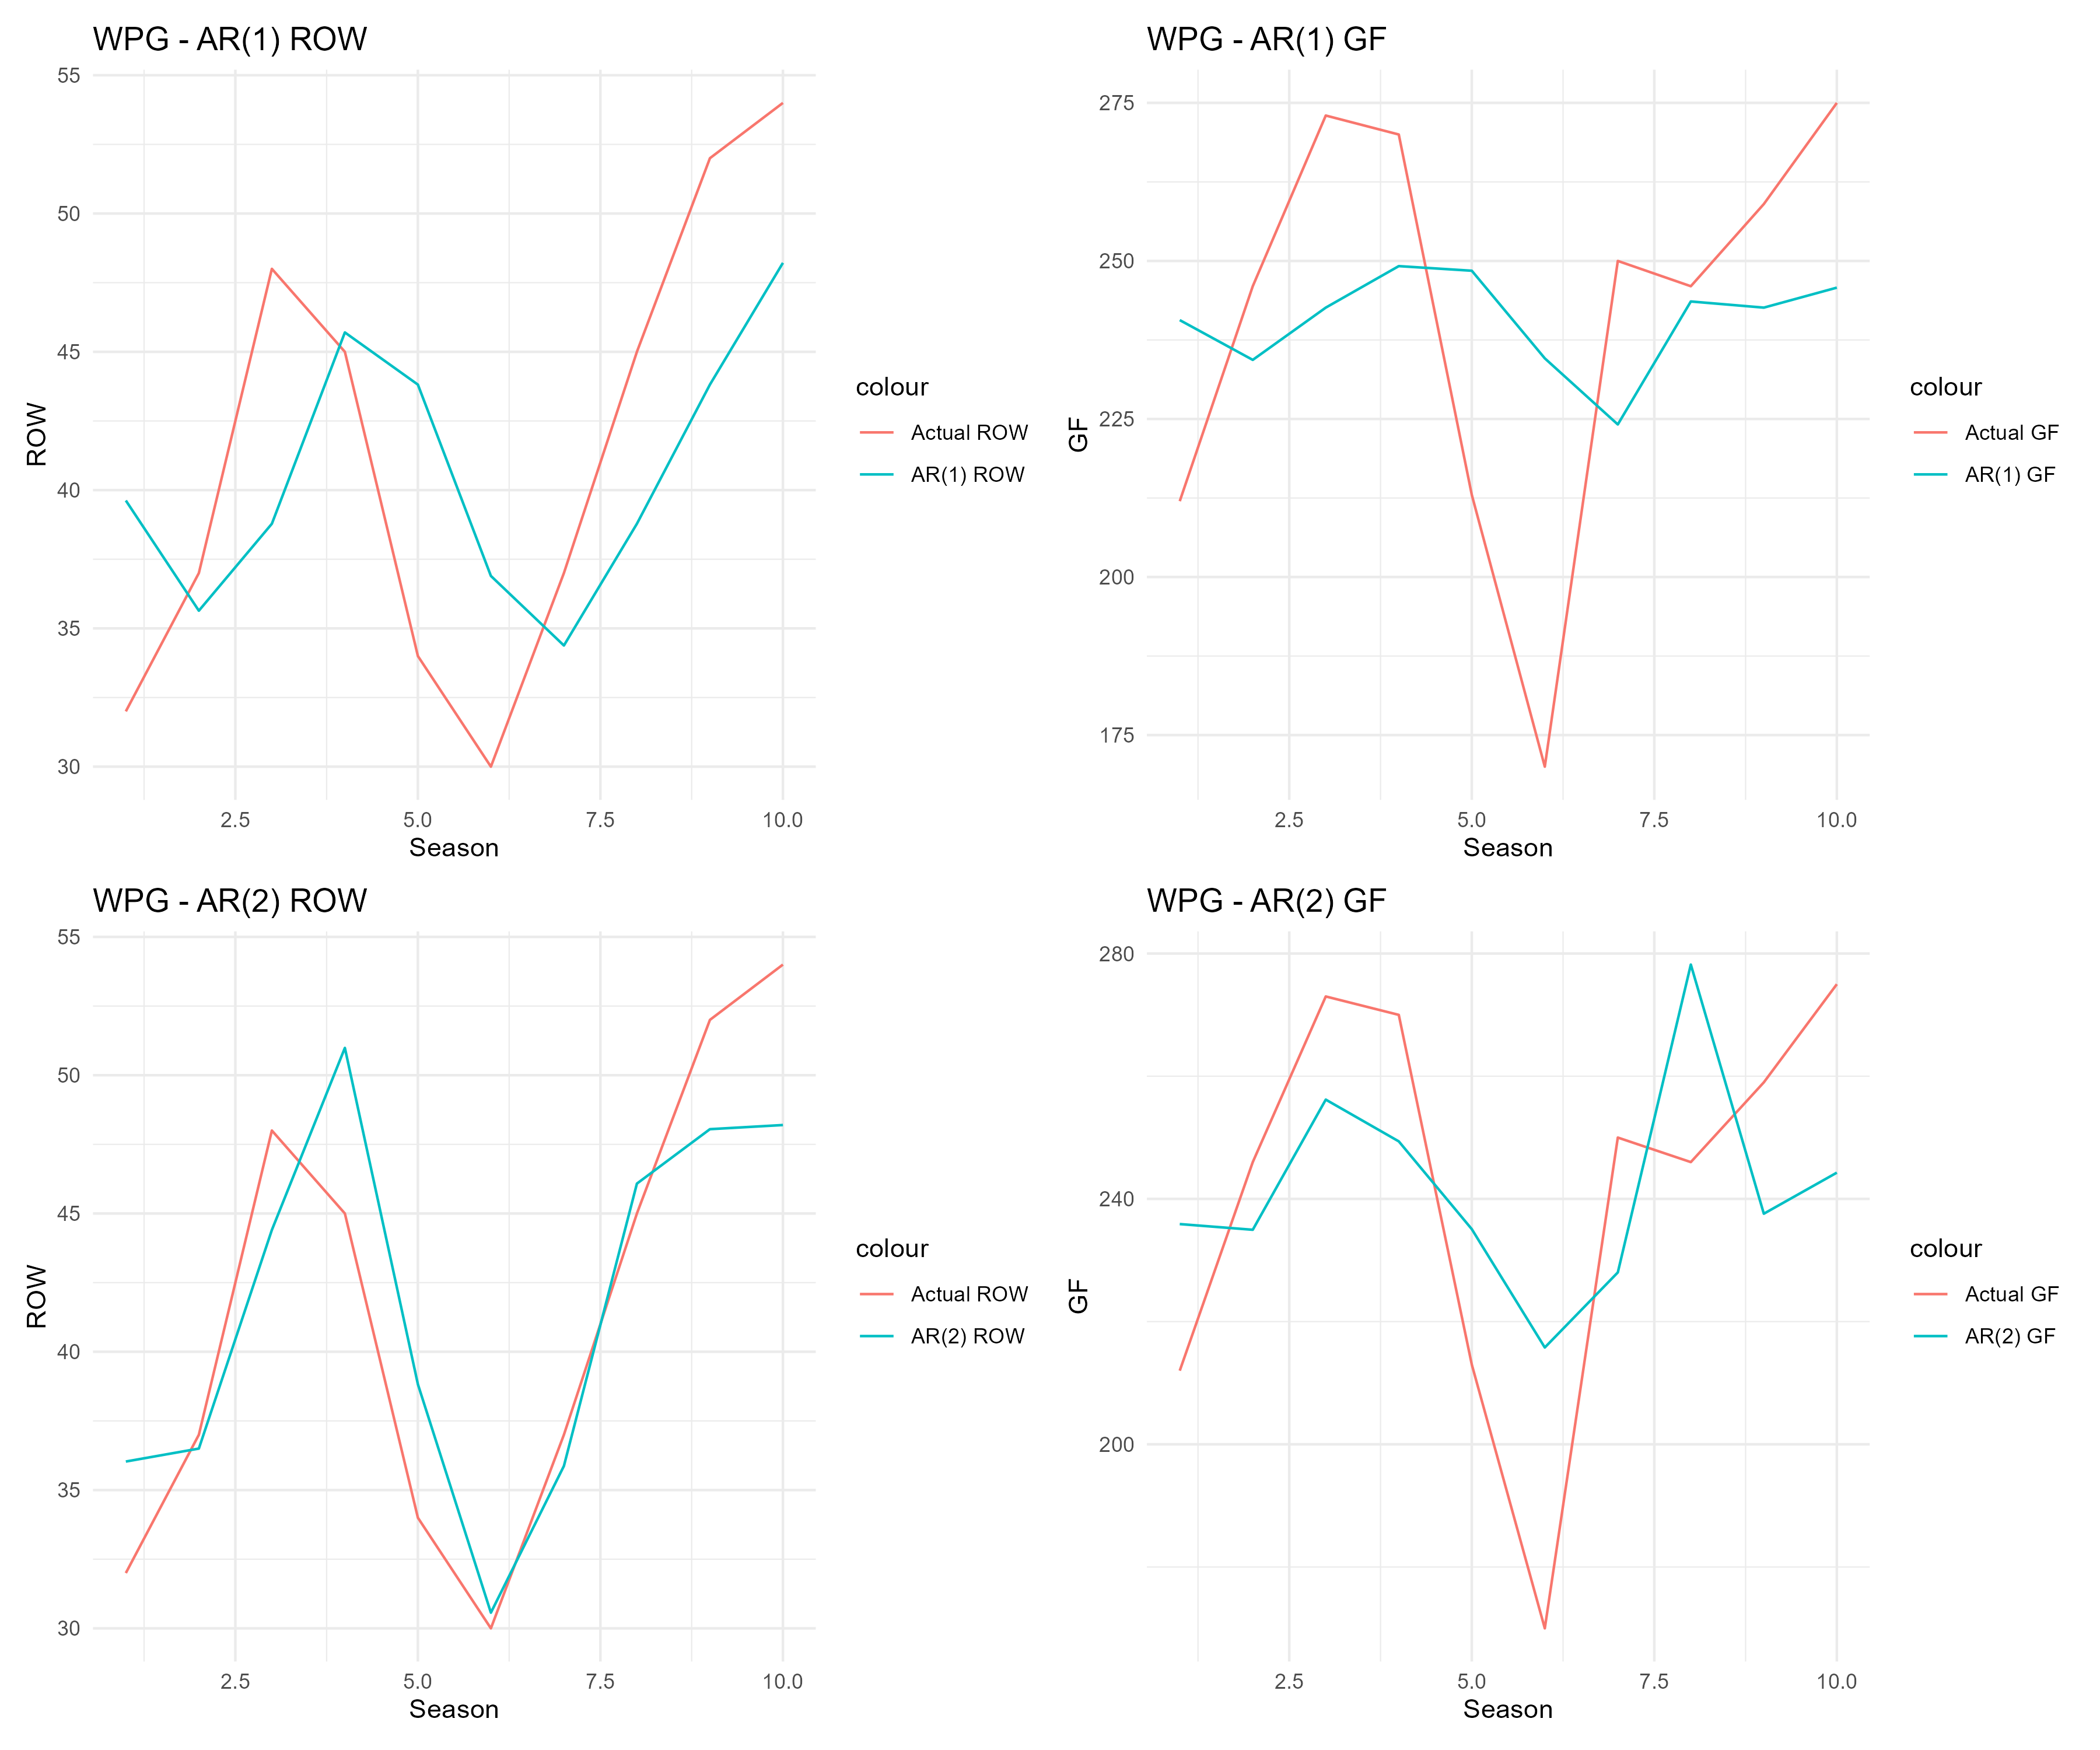 WPG - AR(1) ROW
55
50
45
40
35
30
ROW
2.5 5.0 7.5 10.0
Season
colour
Actual ROW
AR(1) ROW
WPG - AR(1) GF
275
250
225
200
175
GF
2.5 5.0 7.5 10.0
Season
colour
Actual GF
AR(1) GF
WPG - AR(2) ROW
55
50
45
40
35
30
ROW
2.5 5.0 7.5 10.0
Season
colour
Actual ROW
AR(2) ROW
WPG - AR(2) GF
280
240
200
GF
2.5 5.0 7.5 10.0
Season
colour
Actual GF
AR(2) GF